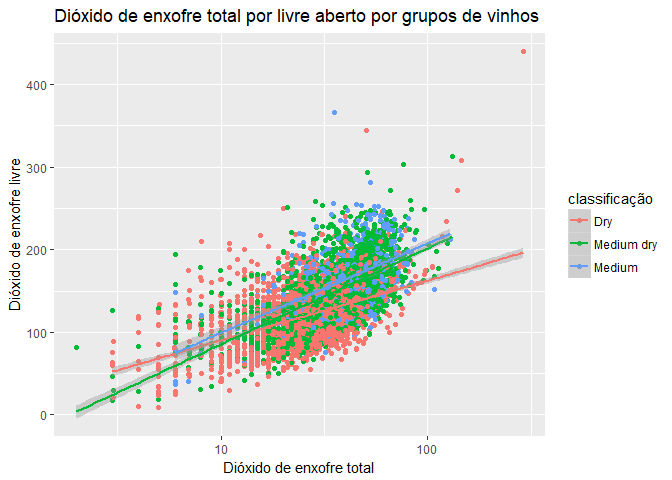 Dióxido de enxofre total por livre aberto por grupos de vinhos
Dióxido de enxofre livre
400
300
200
100
0
10
100
Dióxido de enxofre total
classificação
Dry
Medium dry
Medium